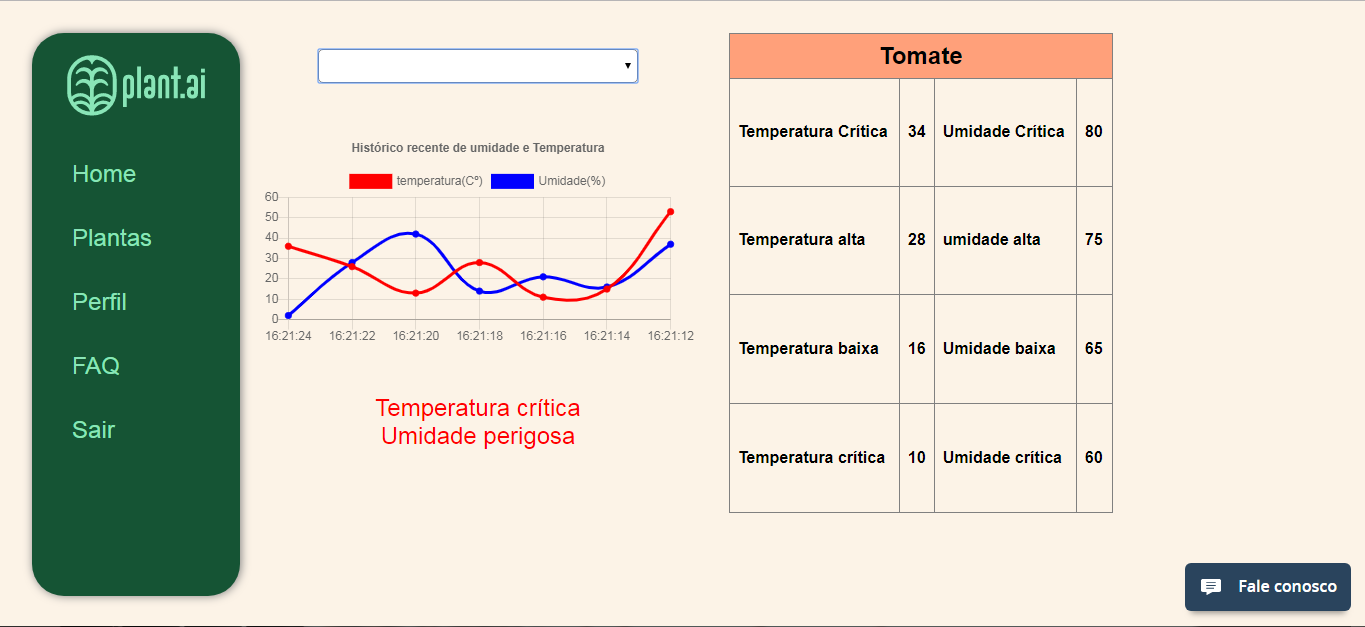 plant.ai
Home
Plantas
Perfil
FAQ
Sair
Histórico recente de umidade e Temperatura
temperatura(Cº) Umidade(%)
60
50
40
30
20
10
0
16:21:24 16:21:22 16:21:20 16:21:18 16:21:16 16:21:14 16:21:12
Temperatura crítica
Umidade perigosa
Tomate
Temperatura Crítica 34 Umidade Crítica 80
Temperatura alta 28 umidade alta 75
Temperatura baixa 16 Umidade baixa 65
Temperatura crítica 10 Umidade crítica 60
Fale conosco